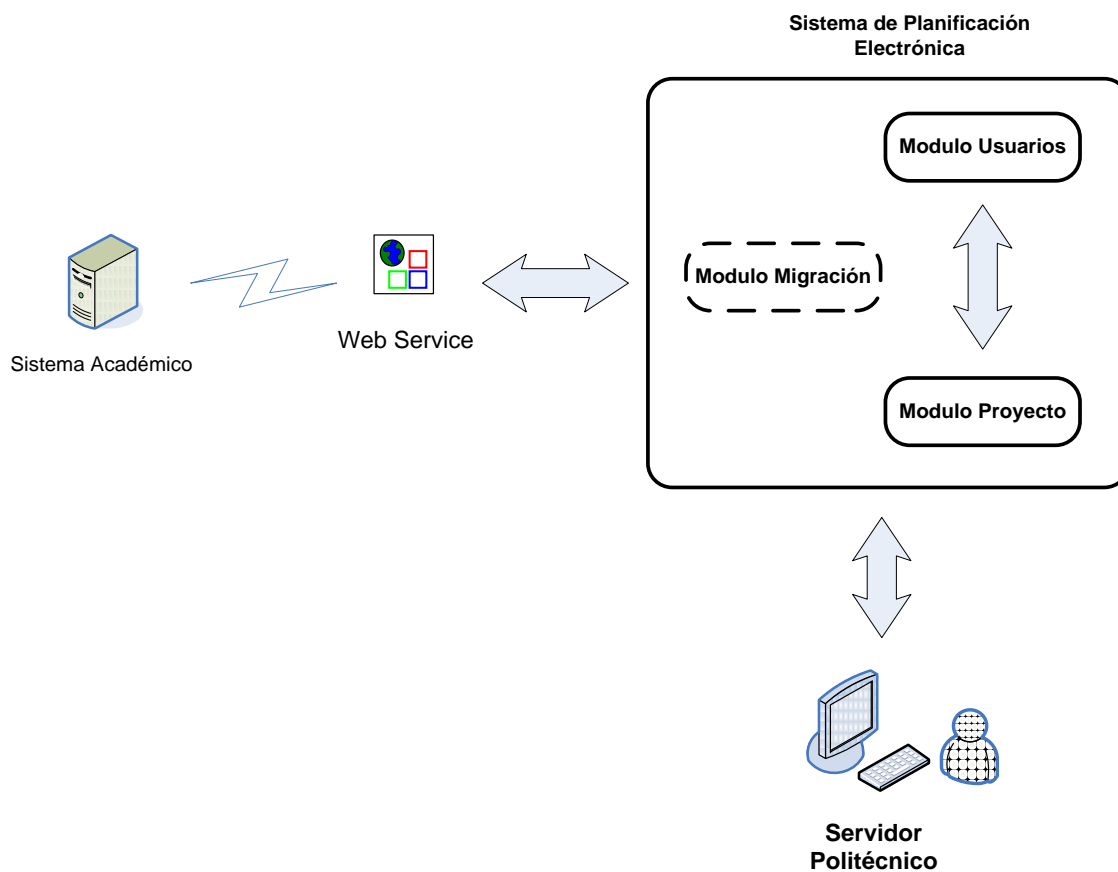 Sistema de Planificación
Electrónica
Modulo Usuarios
Modulo Migración
Web Service
Sistema Académico
Modulo Proyecto
Servidor
Politécnico